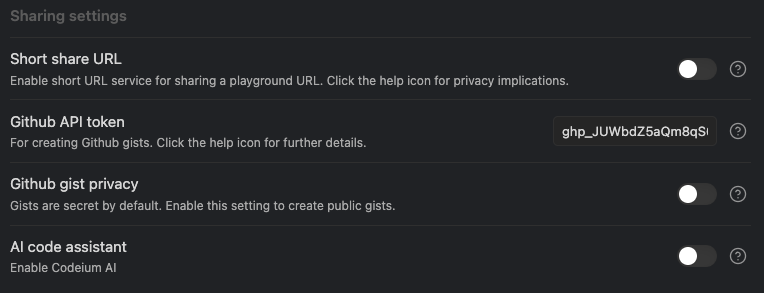 Sharing settings
Short share URL
Enable short URL service for sharing a playground URL. Click the help icon for privacy implications.
Github API token
ghp_JUWbdZ5aQm8qS
For creating Github gists. Click the help icon for further details.
Github gist privacy
Gists are secret by default. Enable this setting to create public gists.
AI code assistant
Enable Codeium AI